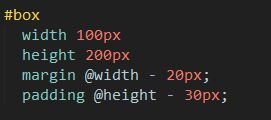 #box
  width 100px
  height 200px
  margin @width - 20px;
  padding @height - 30px;